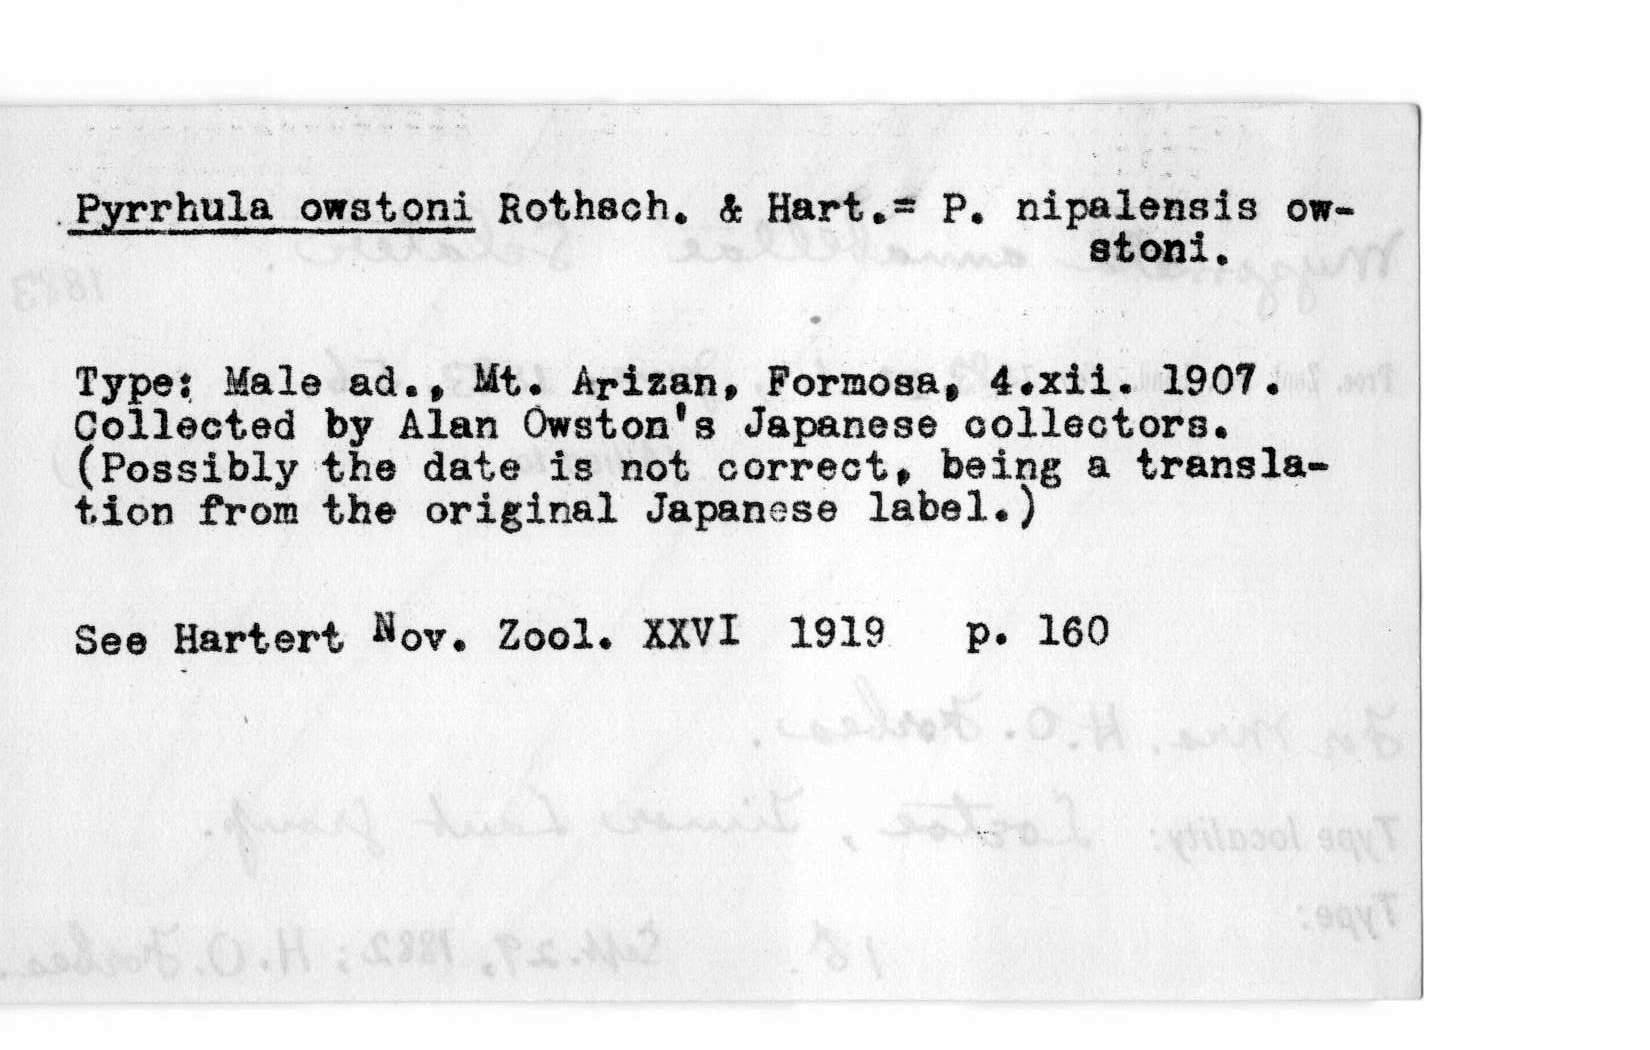 Pyrrhula owstoni Rothsch. & Hart.= P. nipalensis ow-
stoni.
Type: Male ad., Mt. Arizan, Formosa, 4.xii. 1907.
Collected by Alan Owston's Japanese collectors.
(Possibly the date is not correct, being a transla-
tion from the original Japanese label.)
See Hartert Nov. Zool. XXVI 1919 p. 160